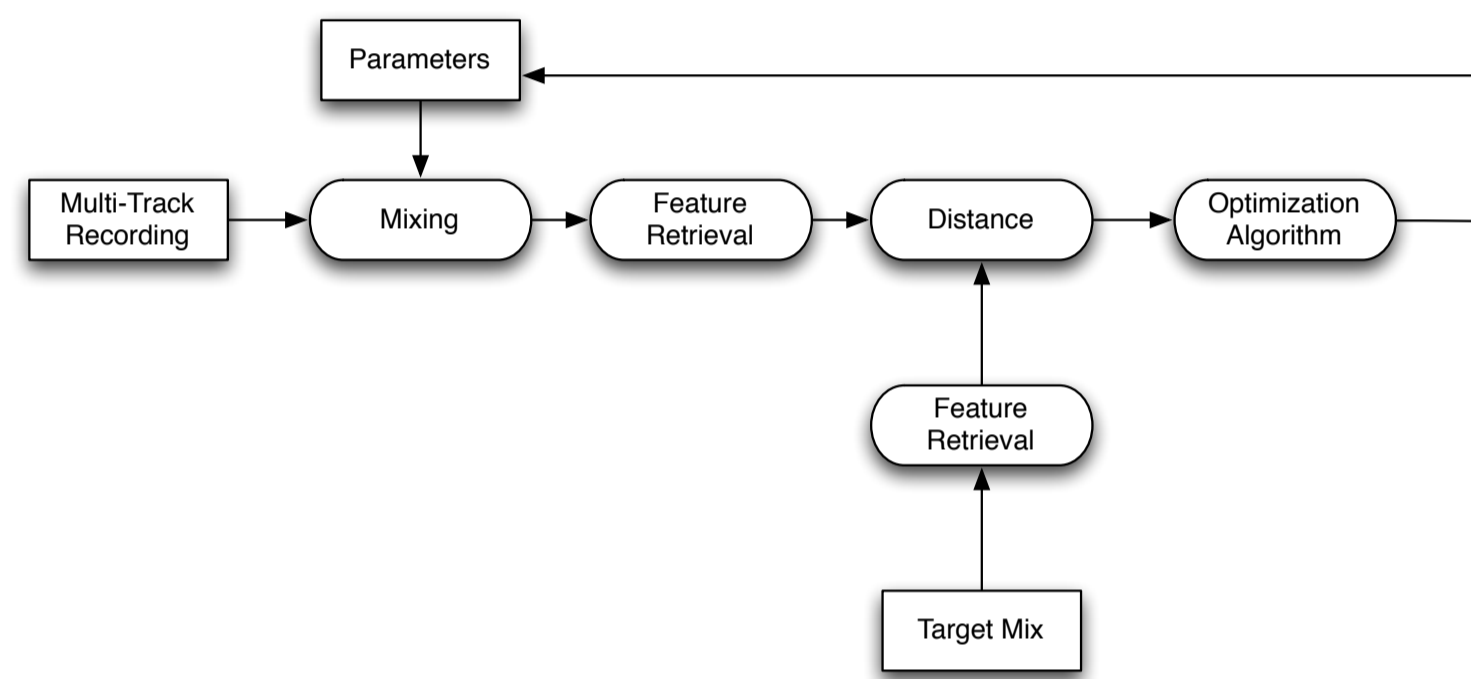 Parameters
Multi-Track
Recording
Mixing
Feature
Retrieval
Distance
Optimization
Algorithm
Feature
Retrieval
Target Mix